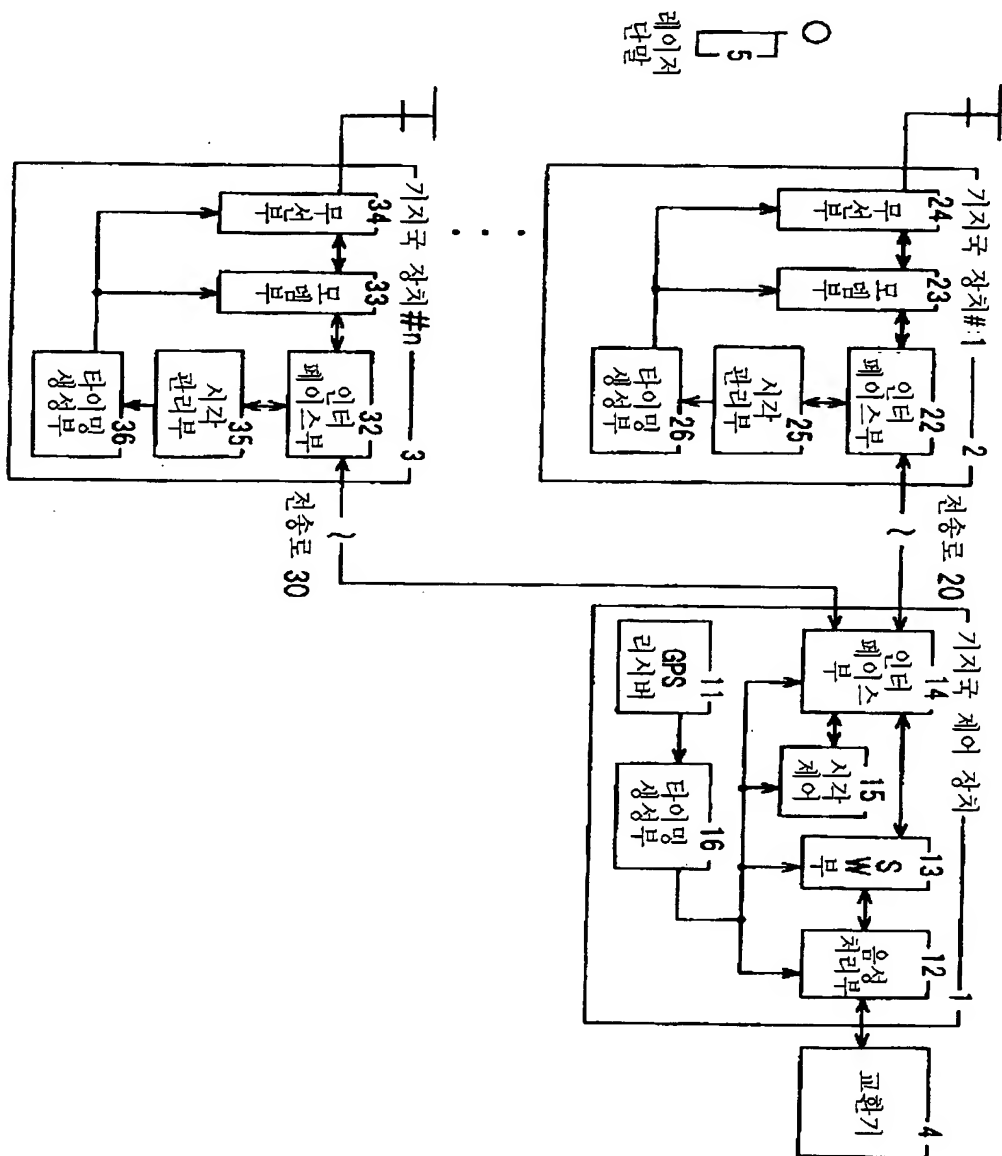 레이저
단말
5
기지국 장치#1
2
24
무선부
23
모뎀부
22
인터
페이스부
25
시각
관리부
26
타이밍
생성부
전송로 20
기지국 장치#n
3
34
무선부
33
모뎀부
32
인터
페이스부
35
시각
관리부
36
타이밍
생성부
전송로 30
기지국 제어 장치
1
14
인터
페이스
부
15
시각
제어
13
SW
부
12
음성
처리부
11
GPS
리시버
16
타이밍
생성부
4
교환기